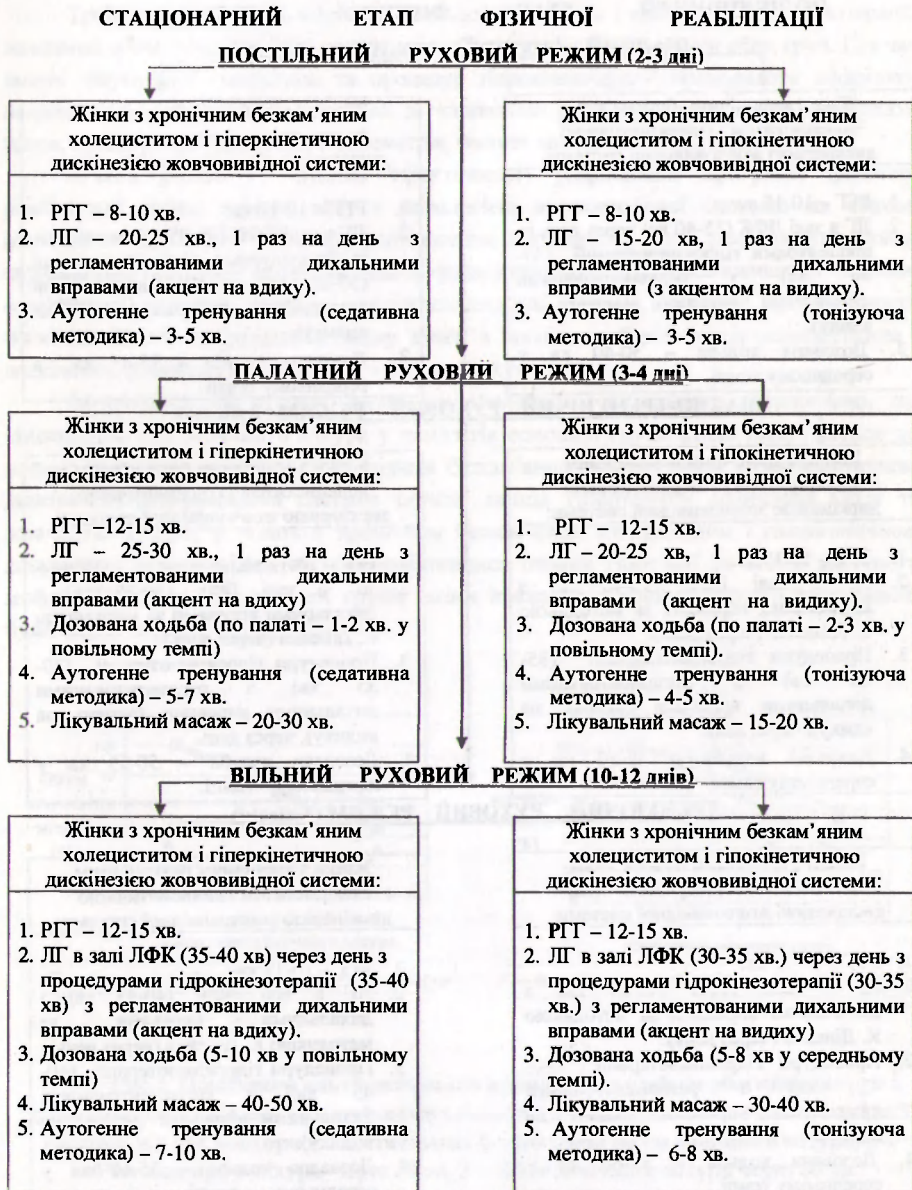 СТАЦІОНАРНИЙ ЕТАП ФІЗИЧНОЇ РЕАБІЛІТАЦІЇ
ПОСТІЛЬНИЙ РУХОВИЙ РЕЖИМ (2-3 дні)
Жінки з хронічним безкам’яним
холециститом і гіперкінетичною
дискінезією жовчовивідної системи:
1. РГГ – 8-10 хв.
2. ЛГ – 20-25 хв., 1 раз на день з
регламентованими дихальними
вправами (акцент на вдиху).
3. Аутогенне тренування (седативна
методика) – 3-5 хв.
Жінки з хронічним безкам’яним
холециститом і гіпокінетичною
дискінезією жовчовивідної системи:
1. РГГ – 8-10 хв.
2. ЛГ – 15-20 хв, 1 раз на день з
регламентованими дихальними
вправимии (з акцентом на видиху).
3. Аутогенне тренування (тонізуюча
методика) – 3-5 хв.
ПАЛАТНИЙ РУХОВИЙ РЕЖИМ (3-4 дні)
Жінки з хронічним безкам’яним
холециститом і гіперкінетичною
дискінезією жовчовивідної системи:
1. РГГ –12-15 хв.
2. ЛГ – 25-30 хв., 1 раз на день з
регламентованими дихальними
вправами (акцент на вдиху)
3. Дозована ходьба (по палаті – 1-2 хв. у
повільному темпі)
4. Аутогенне тренування (седативна
методика) – 5-7 хв.
5. Лікувальний масаж – 20-30 хв.
Жінки з хронічним безкам’яним
холециститом і гіпокінетичною
дискінезією жовчовивідної системи:
1. РГГ – 12-15 хв.
2. ЛГ – 20-25 хв, 1 раз на день з
регламентованими дихальними
вправами (акцент на видиху).
3. Дозована ходьба (по палаті – 2-3 хв. у
повільному темпі).
4. Аутогенне тренування (тонізуюча
методика) – 4-5 хв.
5. Лікувальний масаж – 15-20 хв.
ВІЛЬНИЙ РУХОВИЙ РЕЖИМ (10-12 днів)
Жінки з хронічним безкам’яним
холециститом і гіперкінетичною
дискінезією жовчовивідної системи:
1. РГГ – 12-15 хв.
2. ЛГ в залі ЛФК (35-40 хв) через день з
процедурами гідрокінезотерапії (35-40
хв) з регламентованими дихальними
вправами (акцент на вдиху).
3. Дозована ходьба (5-10 хв у повільному
темпі)
4. Лікувальний масаж – 40-50 хв.
5. Аутогенне тренування (седативна
методика) - 7-10 хв.
Жінки з хронічним безкам’яним
холециститом і гіпокінетичною
дискінезією жовчовивідної системи:
1. РГГ – 12-15 хв.
2. ЛГ в залі ЛФК (30-35 хв.) через день з
процедурами гідрокінезотерапії (30-35
хв) з регламентованими дихальними
вправами (акцент на видиху)
3. Дозована ходьба (5-8 хв у середньому
темпі).
4. Лікувальний масаж – 30-40 хв.
5. Аутогенне тренування (тонізуюча
методика) – 6-8 хв.